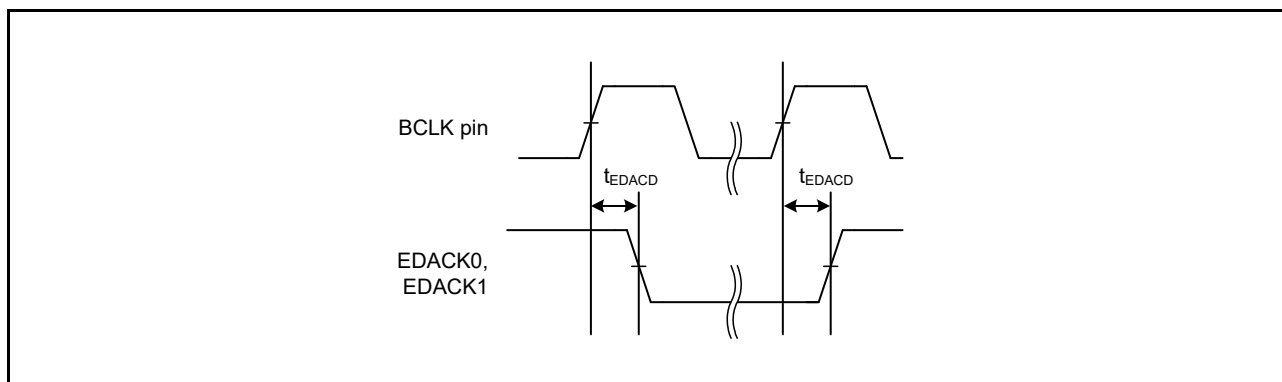 BCLK pin
tEDACD
tEDACD
EDACK0,
EDACK1